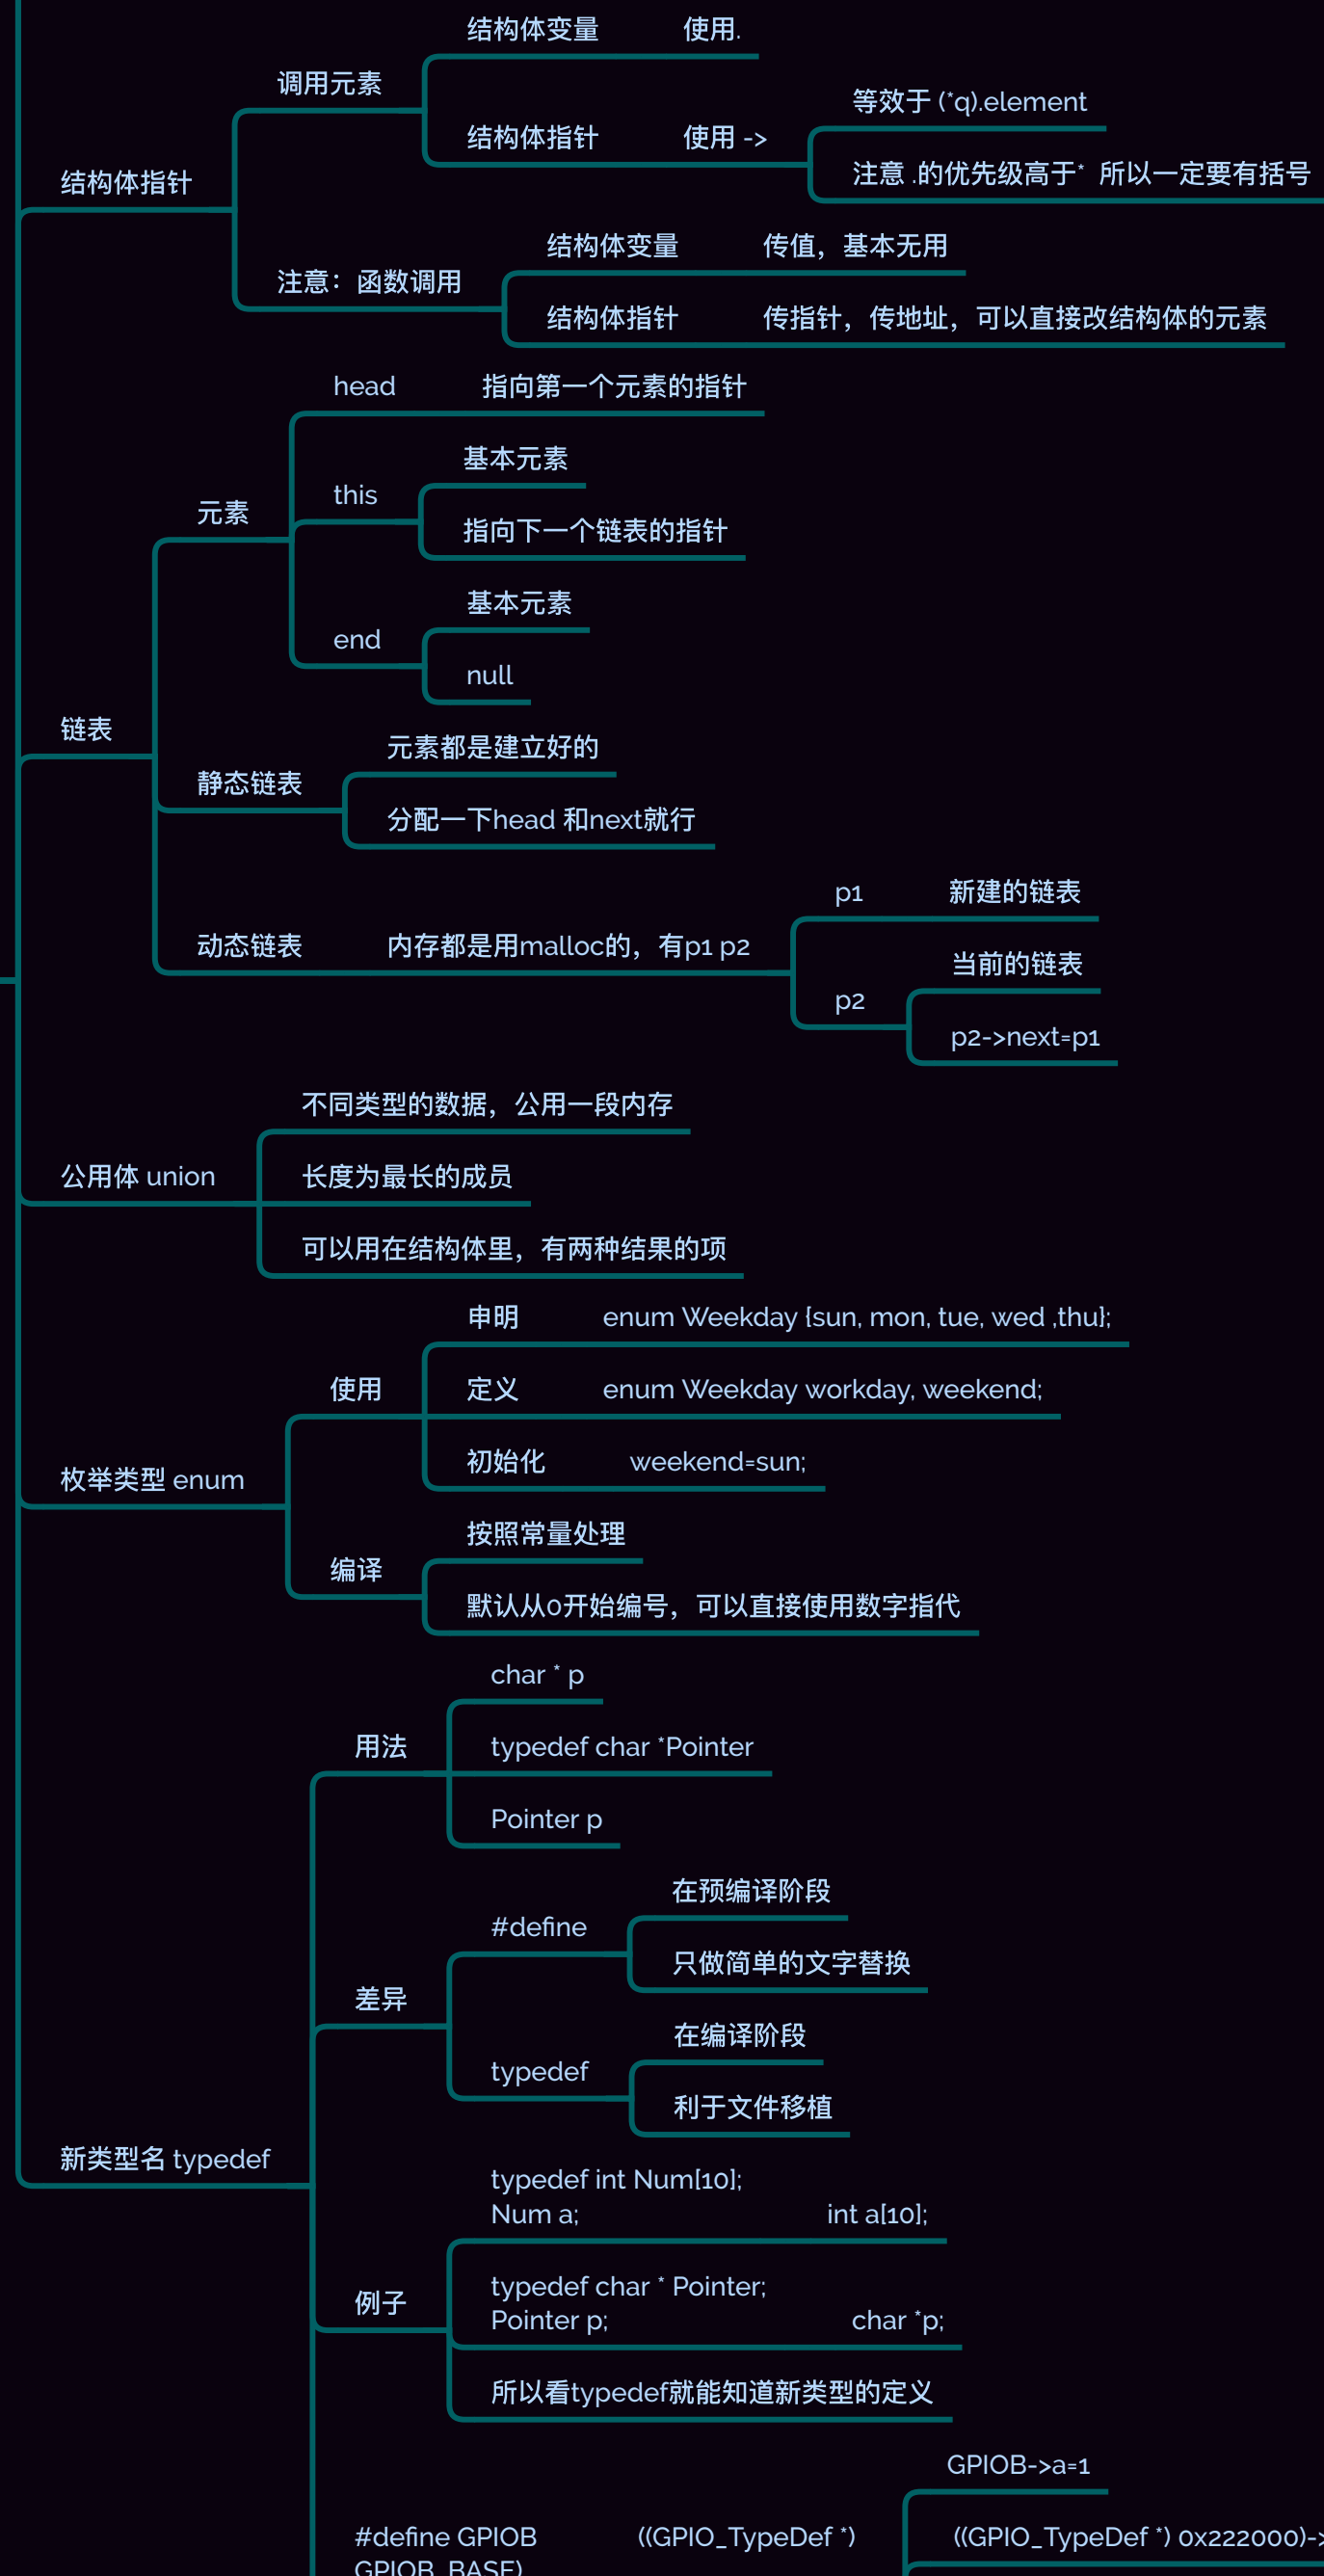 结构体指针
调用元素
结构体变量 使用.
结构体指针 使用 ->
等效于 (*q).element
注意 .的优先级高于* 所以一定要有括号
注意：函数调用
结构体变量 传值，基本无用
结构体指针 传指针，传地址，可以直接改结构体的元素
链表
元素
head 指向第一个元素的指针
this
基本元素
指向下一个链表的指针
end
基本元素
null
静态链表
元素都是建立好的
分配一下head 和next就行
动态链表 内存都是用malloc的，有p1 p2
p1 新建的链表
p2
当前的链表
p2->next=p1
公用体 union
不同类型的数据，公用一段内存
长度为最长的成员
可以用在结构体里，有两种结果的项
枚举类型 enum
使用
申明 enum Weekday {sun, mon, tue, wed ,thu};
定义 enum Weekday workday, weekend;
初始化 weekend=sun;
编译
按照常量处理
默认从0开始编号，可以直接使用数字指代
新类型名 typedef
用法
char * p
typedef char *Pointer
Pointer p
差异
#define
在预编译阶段
只做简单的文字替换
typedef
在编译阶段
利于文件移植
例子
typedef int Num[10];
Num a; int a[10];
typedef char * Pointer;
Pointer p; char *p;
所以看typedef就能知道新类型的定义
#define GPIOB ((GPIO_TypeDef *)
GPIOB_BASE)
GPIOB->a=1
((GPIO_TypeDef *) 0x222000)->